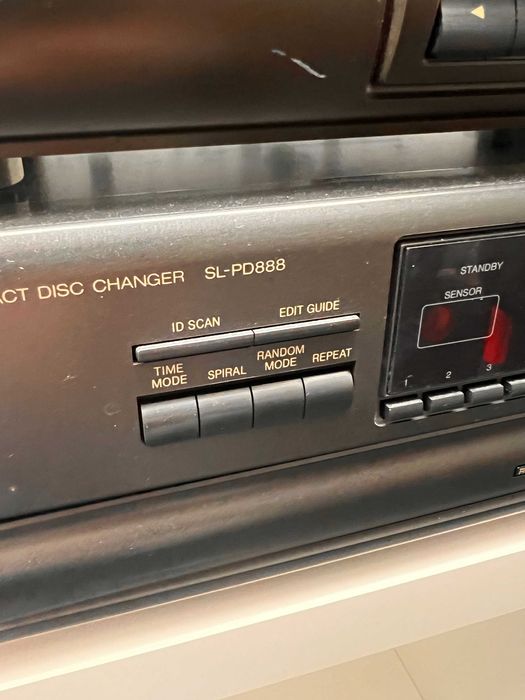 ACT DISC CHANGER SL-PD888
ID SCAN
EDIT GUIDE
TIME MODE
SPIRAL
RANDOM MODE
REPEAT
STANDBY
SENSOR
1 2 3